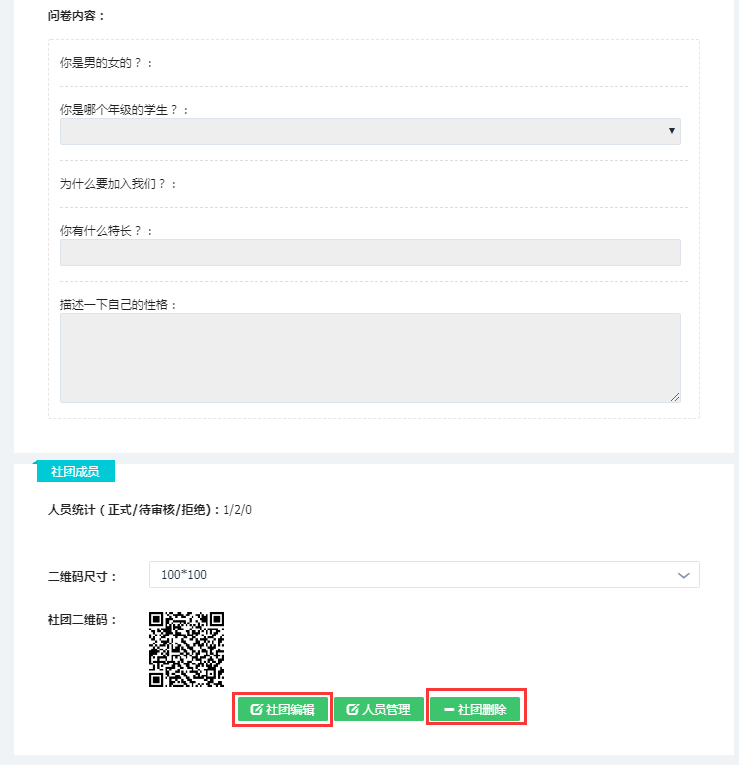 问卷内容：
你是男的女的？：
你是哪个年级的学生？：
为什么要加入我们？：
你有什么特长？：
描述一下自己的性格：
社团成员
人员统计（正式/待审核/拒绝）：1/2/0
二维码尺寸： 100*100
社团二维码：
社团编辑 人员管理 社团删除